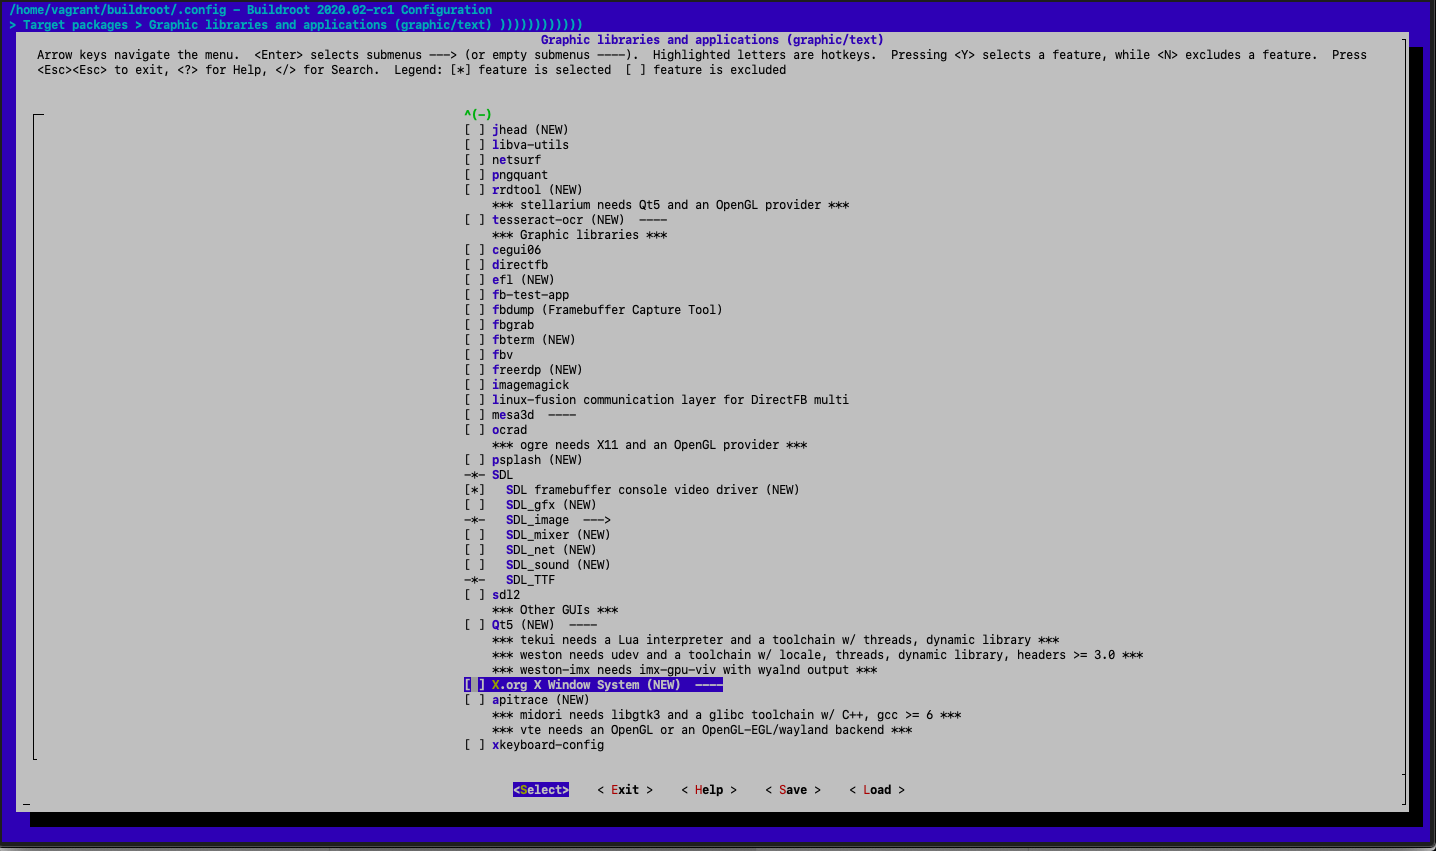 /home/vagrant/buildroot/.config - Buildroot 2020.02-rc1 Configuration
> Target packages > Graphic libraries and applications (graphic/text) ))))))))))))
Graphic libraries and applications (graphic/text)
Arrow keys navigate the menu.  <Enter> selects submenus ---> (or empty submenus ----).  Highlighted letters are hotkeys.  Pressing <Y> selects a feature, while <N> excludes a feature.  Press
<Esc><Esc> to exit, <?> for Help, </> for Search.  Legend: [*] feature is selected  [ ] feature is excluded
^(-)
[ ] jhead (NEW)
[ ] libva-utils
[ ] netsurf
[ ] pngquant
[ ] rrdtool (NEW)
*** stellarium needs Qt5 and an OpenGL provider ***
[ ] tesseract-ocr (NEW)  ----
*** Graphic libraries ***
[ ] cegui06
[ ] directfb
[ ] efl (NEW)
[ ] fb-test-app
[ ] fbdump (Framebuffer Capture Tool)
[ ] fbgrab
[ ] fbterm (NEW)
[ ] fbv
[ ] freerdp (NEW)
[ ] imagemagick
[ ] linux-fusion communication layer for DirectFB multi
[ ] mesa3d  ----
[ ] ocrad
*** ogre needs X11 and an OpenGL provider ***
[ ] psplash (NEW)
-*- SDL
[*]   SDL framebuffer console video driver (NEW)
[ ]   SDL_gfx (NEW)
-*-   SDL_image  --->
[ ]   SDL_mixer (NEW)
[ ]   SDL_net (NEW)
[ ]   SDL_sound (NEW)
-*-   SDL_TTF
[ ] sdl2
*** Other GUIs ***
[ ] Qt5 (NEW)  ----
*** tekui needs a Lua interpreter and a toolchain w/ threads, dynamic library ***
*** weston needs udev and a toolchain w/ locale, threads, dynamic library, headers >= 3.0 ***
*** weston-imx needs imx-gpu-viv with wyalnd output ***
[ ] X.org X Window System (NEW)  ----
[ ] apitrace (NEW)
*** midori needs libgtk3 and a glibc toolchain w/ C++, gcc >= 6 ***
*** vte needs an OpenGL or an OpenGL-EGL/wayland backend ***
[ ] xkeyboard-config
<Select>    < Exit >    < Help >    < Save >    < Load >